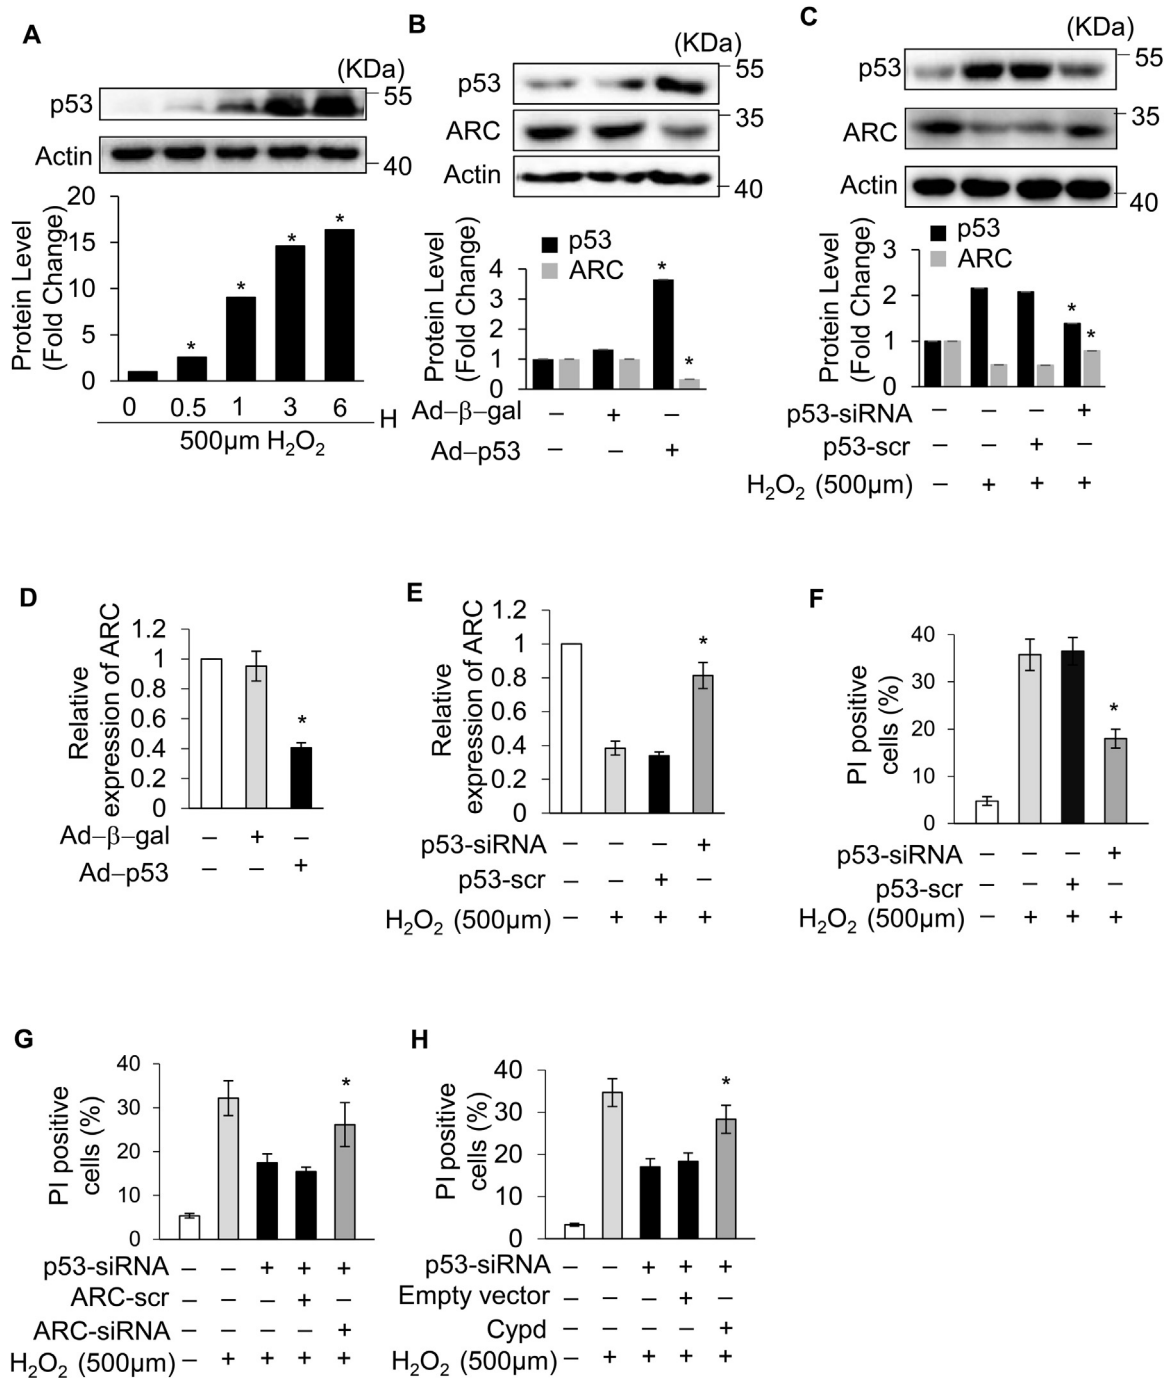 A
(KDa)
p53
55
Actin
40
Protein Level
(Fold Change)
20
15
10
5
0
*
*
*
*
0 0.5 1 3 6 H
500µm H₂O₂
B
(KDa)
p53
55
ARC
35
Actin
40
p53
ARC
Protein Level
(Fold Change)
4
3
2
1
0
*
*
Ad−β−gal − + −
Ad−p53 − − +
C
(KDa)
p53
55
ARC
35
Actin
40
p53
ARC
Protein Level
(Fold Change)
3
2
1
0
*
*
p53-siRNA − − − +
p53-scr − − + −
H₂O₂ (500µm) − + + +
D
Relative
expression of ARC
1.2
1
0.8
0.6
0.4
0.2
0
*
Ad−β−gal − + −
Ad−p53 − − +
E
Relative
expression of ARC
1.2
1
0.8
0.6
0.4
0.2
0
*
p53-siRNA − − − +
p53-scr − − + −
H₂O₂ (500µm) − + + +
F
PI positive
cells (%)
40
30
20
10
0
*
p53-siRNA − − − +
p53-scr − − + −
H₂O₂ (500µm) − + + +
G
PI positive
cells (%)
40
30
20
10
0
*
p53-siRNA − − + + +
ARC-scr − − − + −
ARC-siRNA − − − − +
H₂O₂ (500µm) − + + + +
H
PI positive
cells (%)
40
30
20
10
0
*
p53-siRNA − − + + +
Empty vector − − − + −
Cypd − − − − +
H₂O₂ (500µm) − + + + +